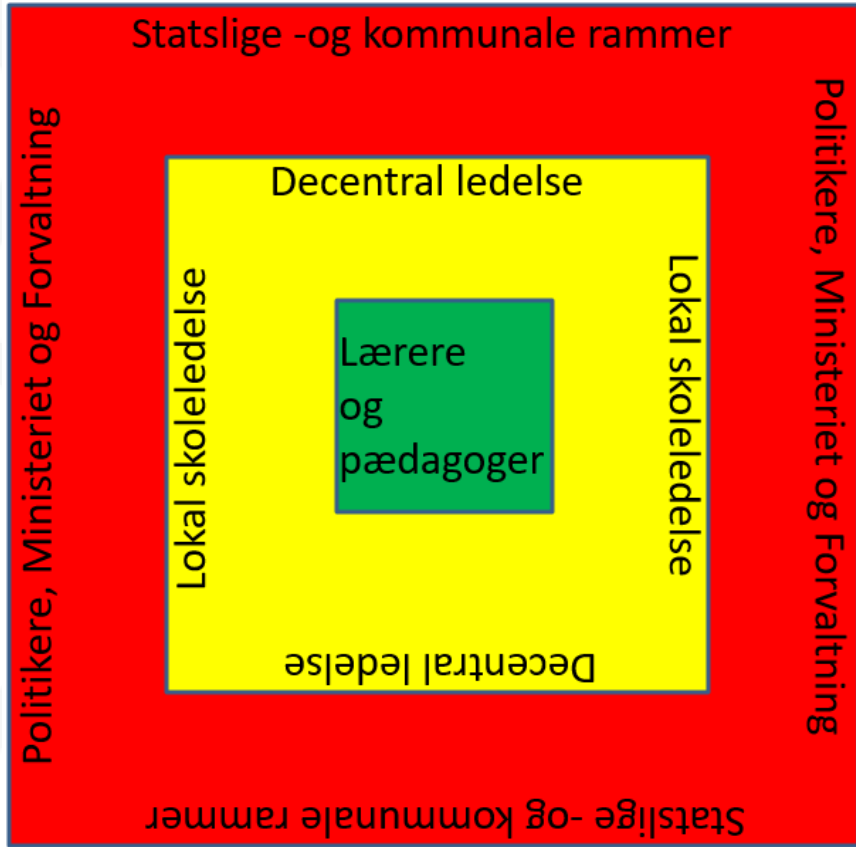 Statslige -og kommunale rammer
Politikere, Ministeriet og Forvaltning
Politikere, Ministeriet og Forvaltning
Decentral ledelse
Lokal skoleledelse
Lokal skoleledelse
Lærere
og
pædagoger
Decentral ledelse
Statslige -og kommunale rammer